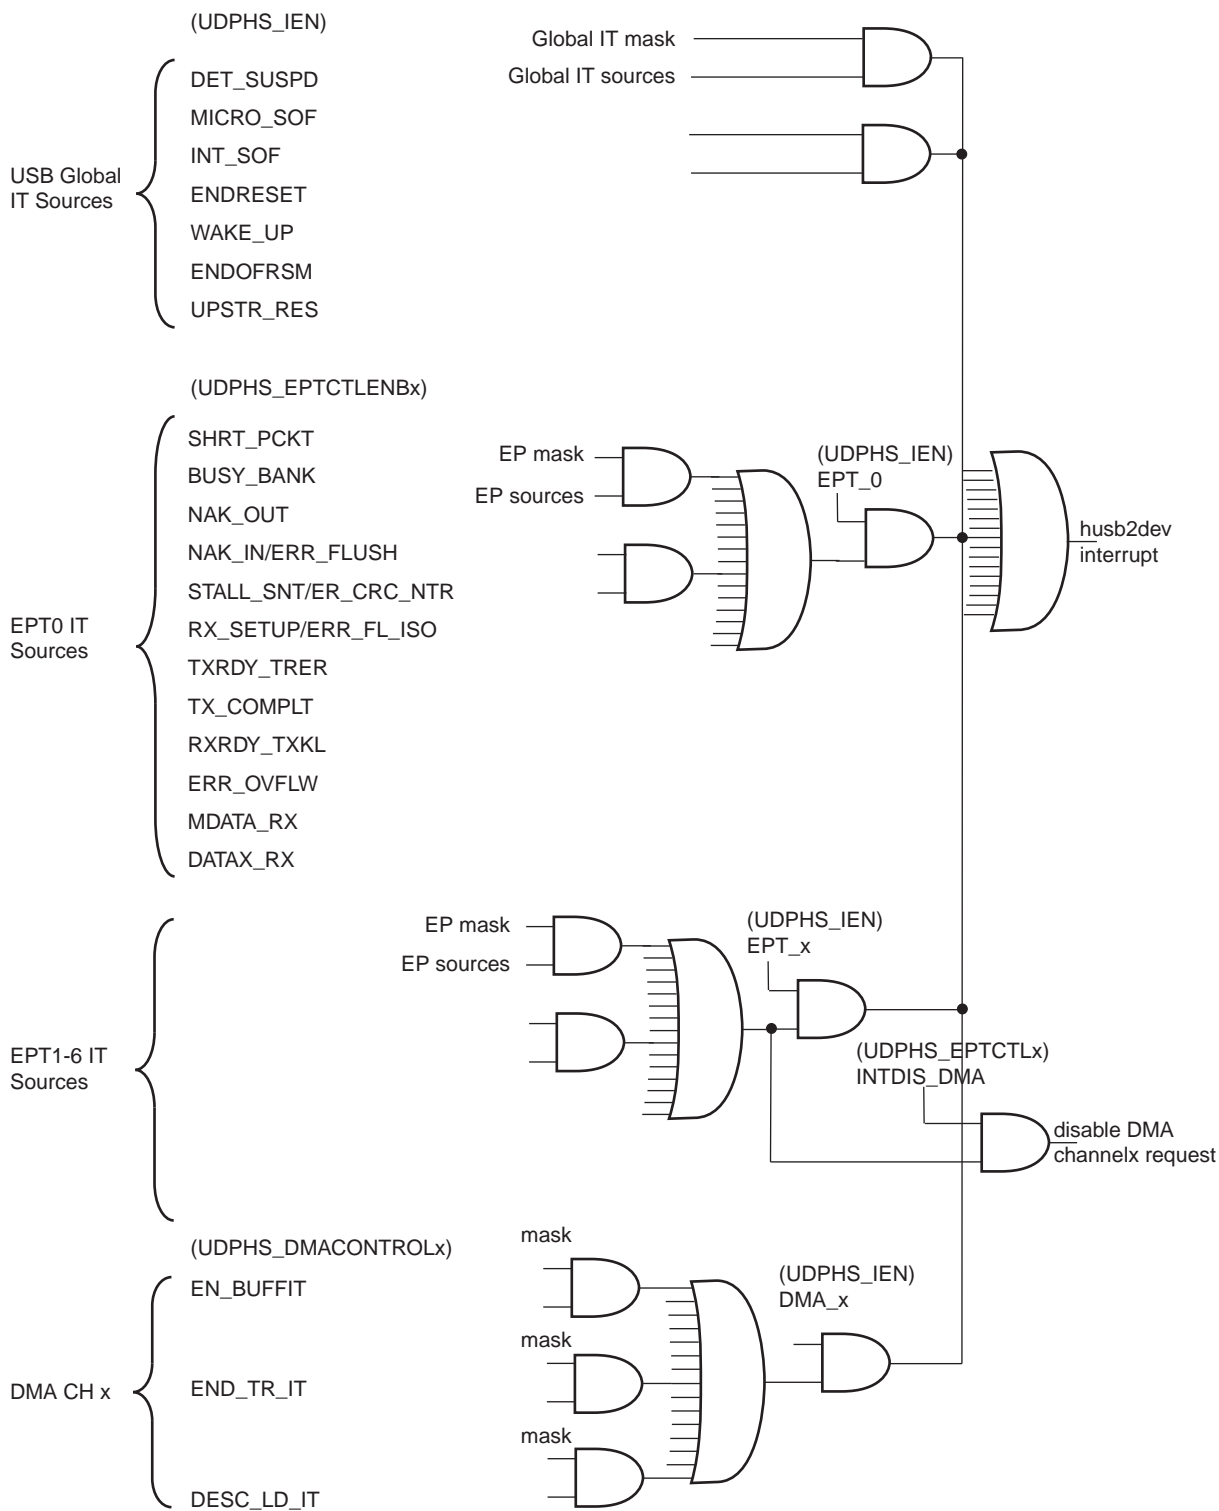 (UDPHS_IEN)
Global IT mask
Global IT sources
DET_SUSPD
MICRO_SOF
INT_SOF
ENDRESET
WAKE_UP
ENDOFRSM
UPSTR_RES
USB Global
IT Sources
(UDPHS_EPTCTLENBx)
SHRT_PCKT
BUSY_BANK
NAK_OUT
NAK_IN/ERR_FLUSH
STALL_SNT/ER_CRC_NTR
RX_SETUP/ERR_FL_ISO
TXRDY_TRER
TX_COMPLT
RXRDY_TXKL
ERR_OVFLW
MDATA_RX
DATAX_RX
EPT0 IT
Sources
EP mask
EP sources
(UDPHS_IEN)
EPT_0
husb2dev
interrupt
EPT1-6 IT
Sources
EP mask
EP sources
(UDPHS_IEN)
EPT_x
(UDPHS_EPTCTLx)
INTDIS_DMA
disable DMA
channelx request
(UDPHS_DMACONTROLx)
EN_BUFFIT
END_TR_IT
DESC_LD_IT
DMA CH x
mask
mask
mask
(UDPHS_IEN)
DMA_x